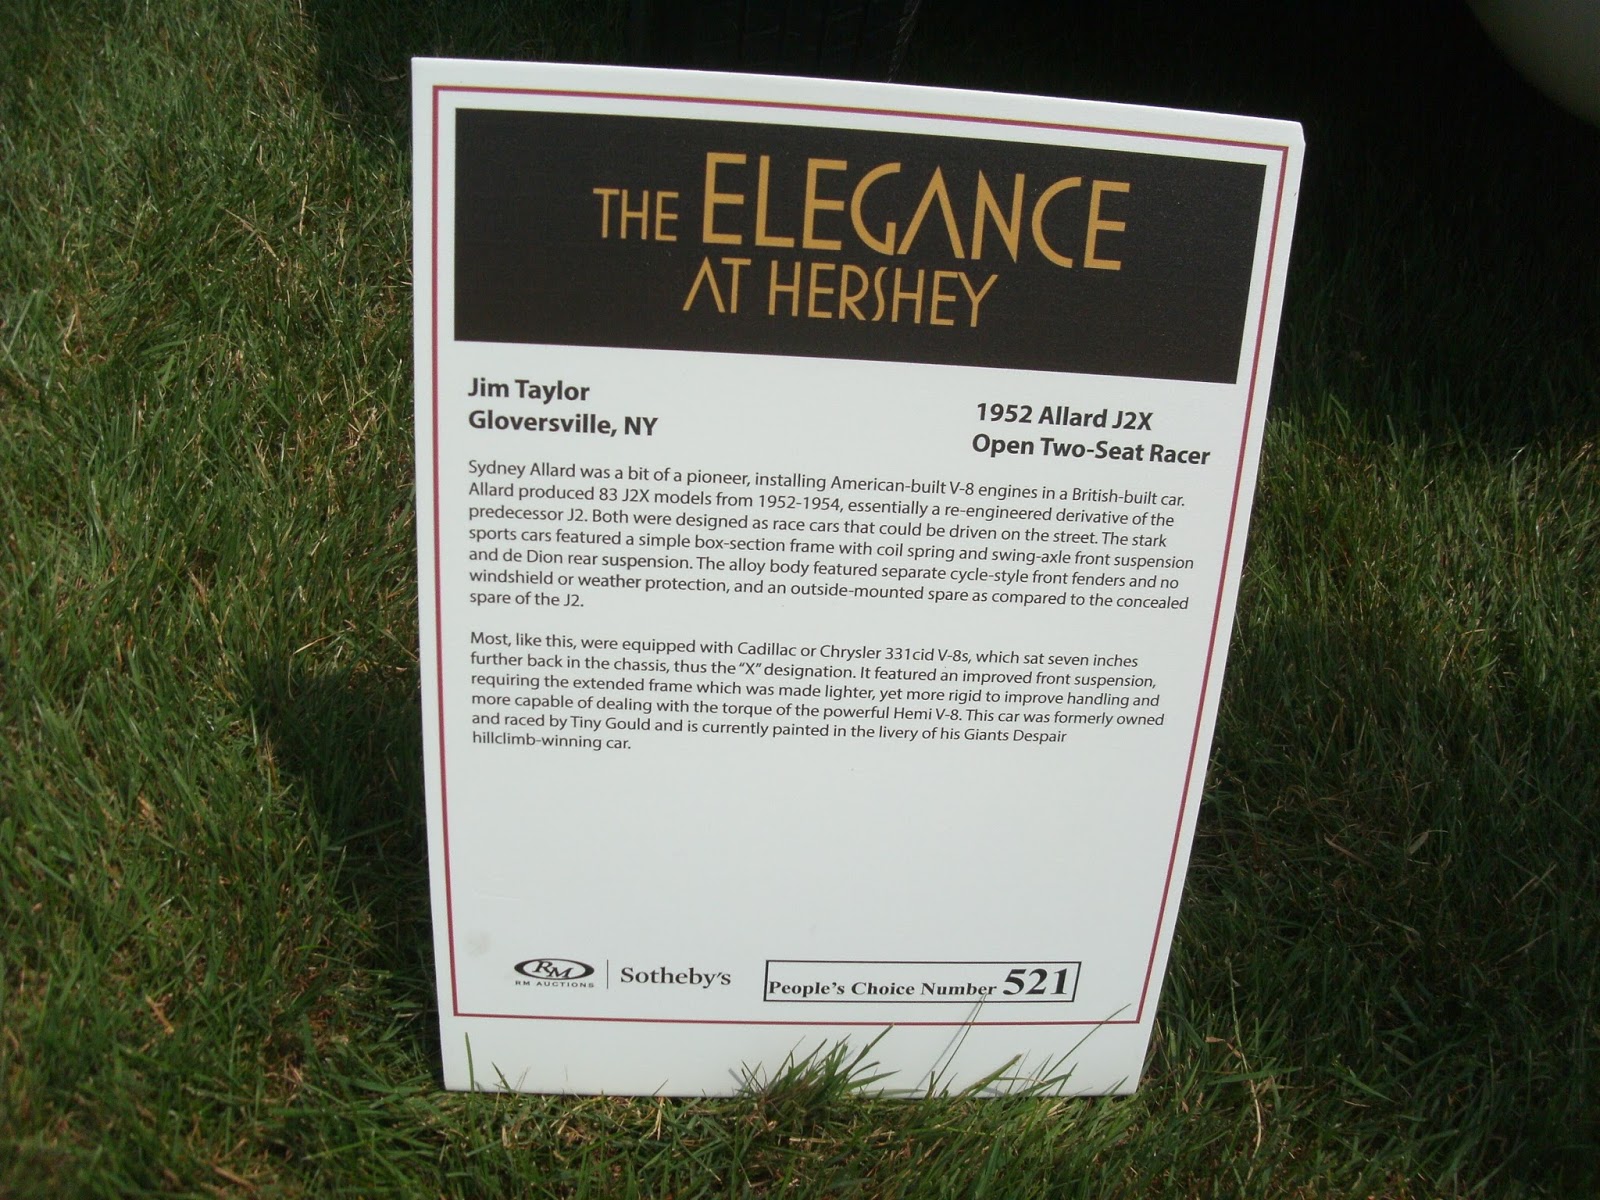 THE ELEGANCE
AT HERSHEY
Jim Taylor
Gloversville, NY
1952 Allard J2X
Open Two-Seat Racer
Sydney Allard was a bit of a pioneer, installing American-built V-8 engines in a British-built car.
Allard produced 83 J2X models from 1952-1954, essentially a re-engineered derivative of the
predecessor J2. Both were designed as race cars that could be driven on the street. The stark
sports cars featured a simple box-section frame with coil spring and swing-axle front suspension
and de Dion rear suspension. The alloy body featured separate cycle-style front fenders and no
windshield or weather protection, and an outside-mounted spare as compared to the concealed
spare of the J2.
Most, like this, were equipped with Cadillac or Chrysler 331cid V-8s, which sat seven inches
further back in the chassis, thus the "X" designation. It featured an improved front suspension,
requiring the extended frame which was made lighter, yet more rigid to improve handling and
more capable of dealing with the torque of the powerful Hemi V-8. This car was formerly owned
and raced by Tiny Gould and is currently painted in the livery of his Giants Despair
hillclimb-winning car.
RM
RM AUCTIONS
Sotheby's
People's Choice Number 521